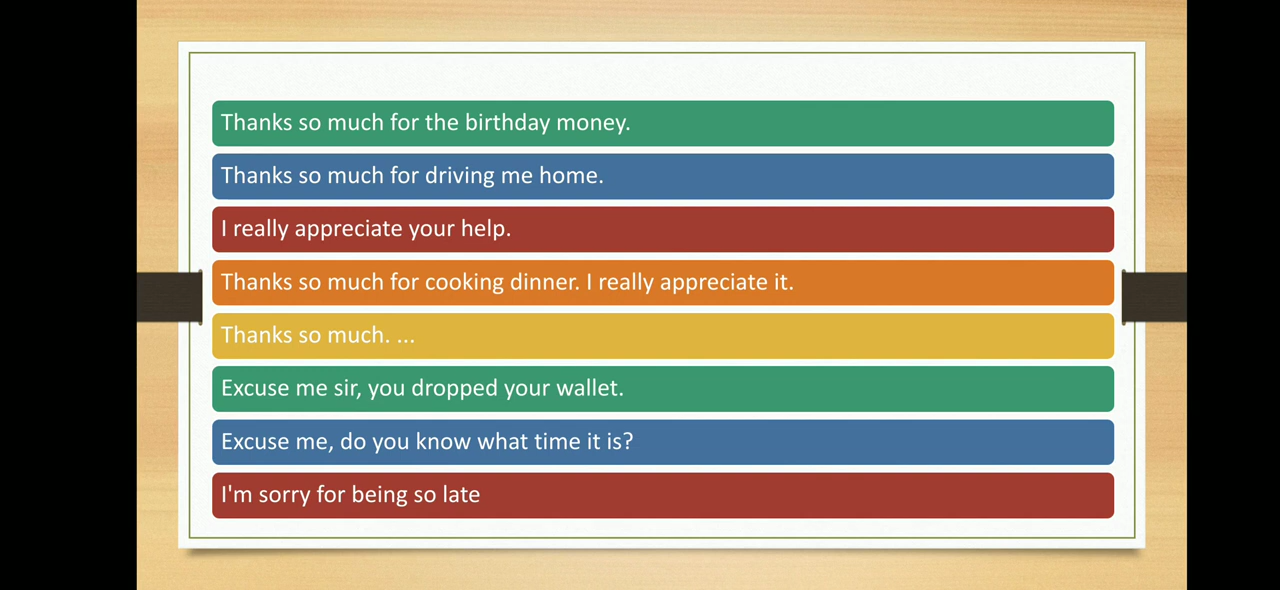 Thanks so much for the birthday money.
Thanks so much for driving me home.
I really appreciate your help.
Thanks so much for cooking dinner. I really appreciate it.
Thanks so much. ...
Excuse me sir, you dropped your wallet.
Excuse me, do you know what time it is?
I'm sorry for being so late